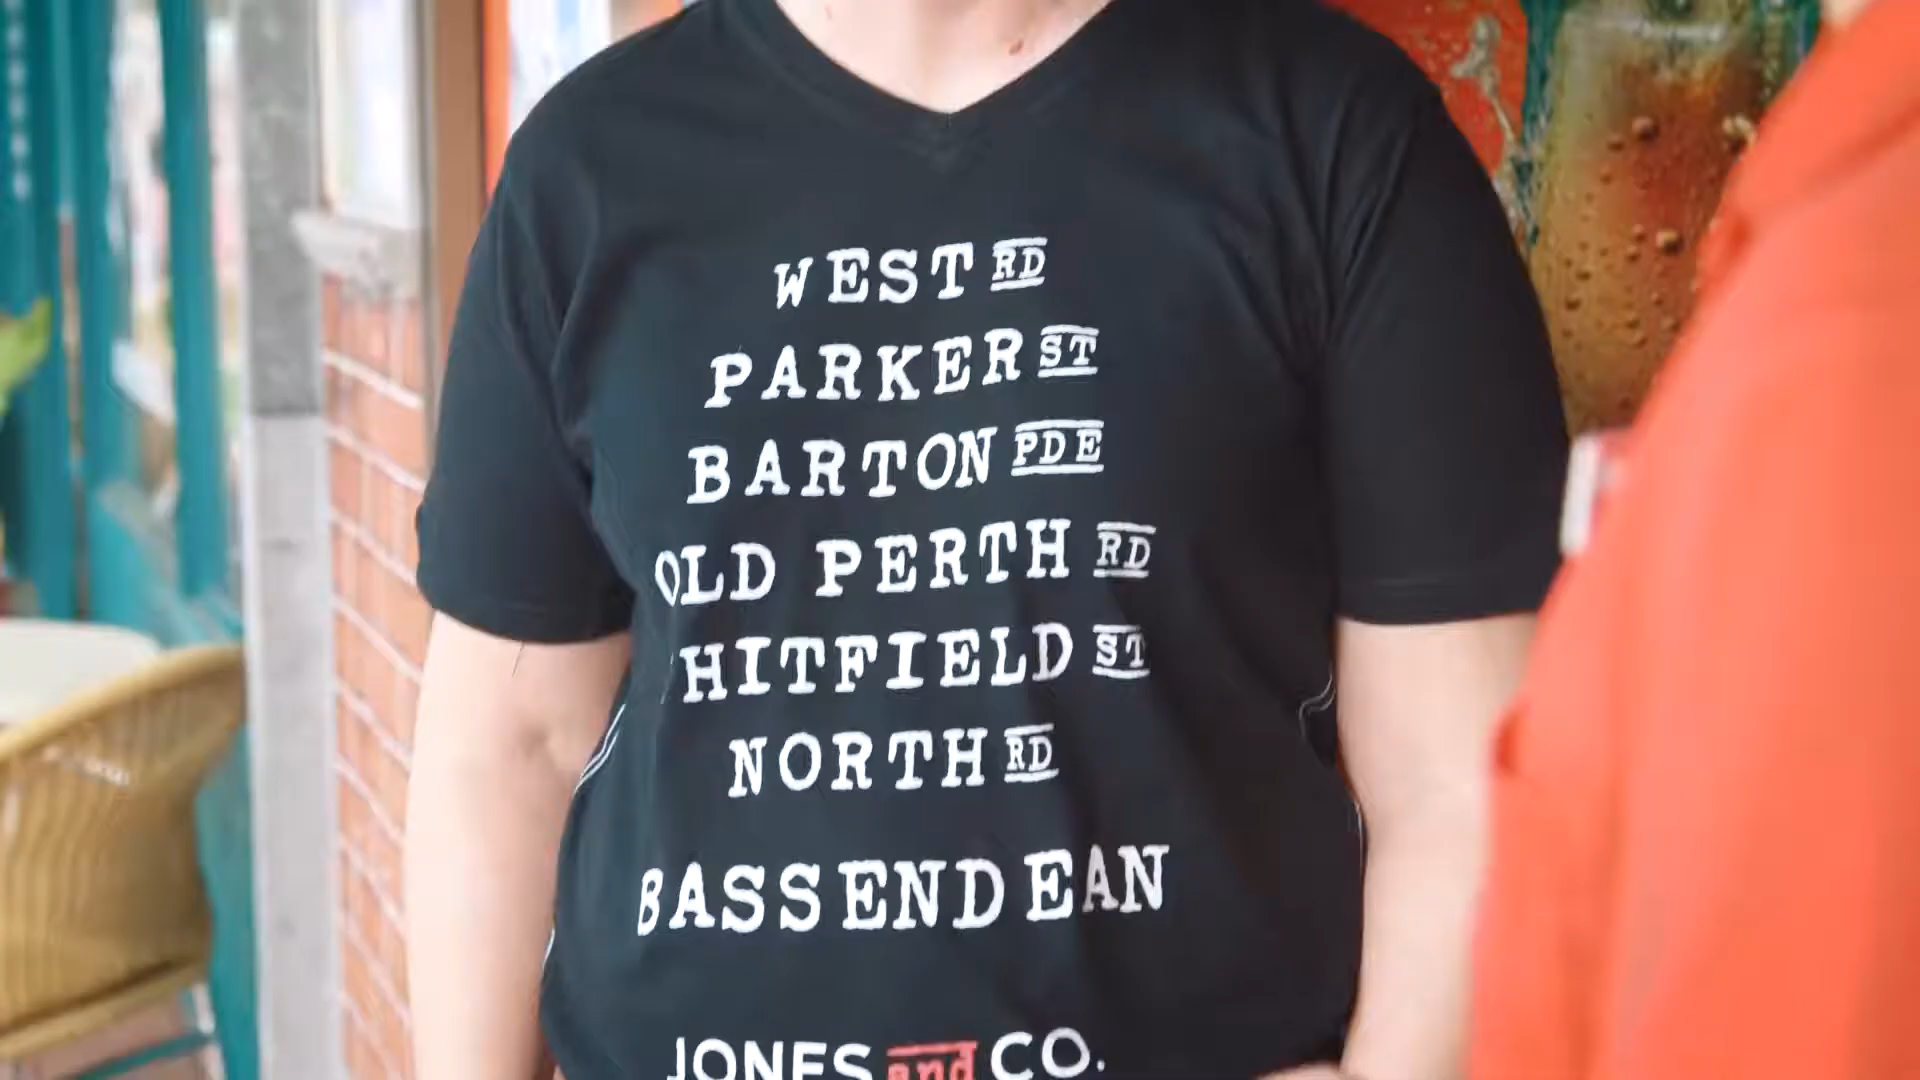 WEST RD
PARKER ST
BARTON PDE
OLD PERTH RD
HITFIELD ST
NORTH RD
BASSENDEAN
JONES and CO.